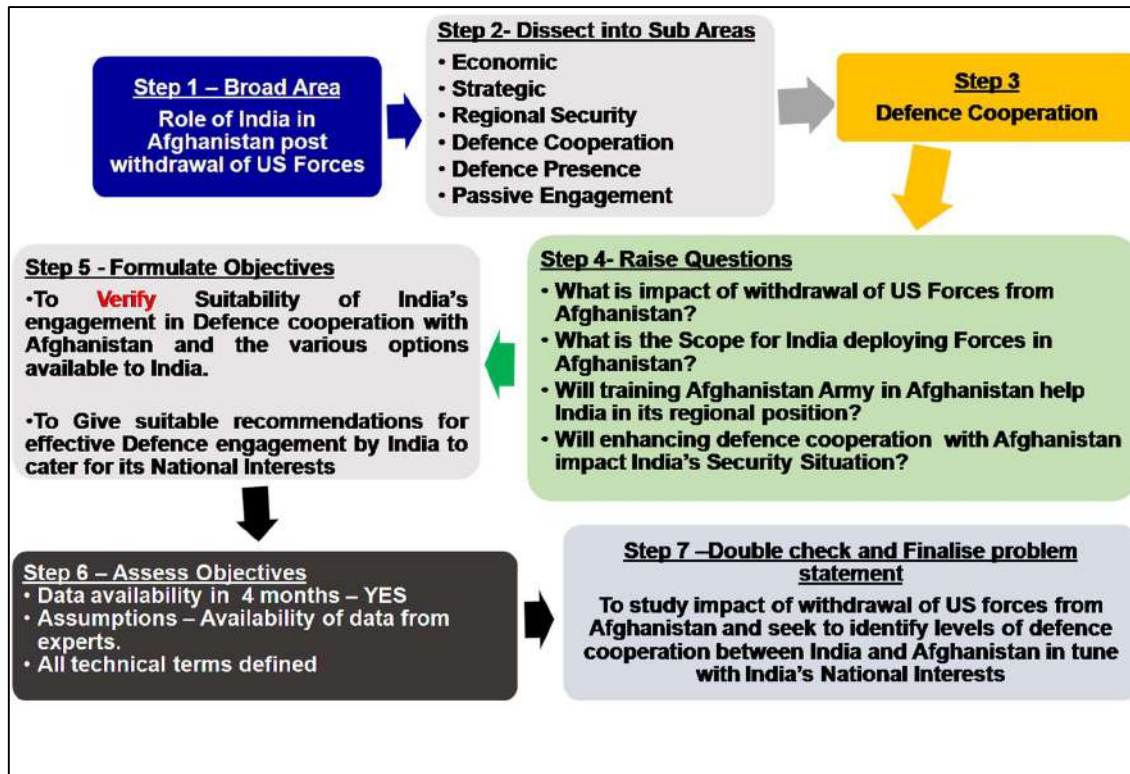 Step 1 – Broad Area
Role of India in
Afghanistan post
withdrawal of US Forces
Step 2- Dissect into Sub Areas
• Economic
• Strategic
• Regional Security
• Defence Cooperation
• Defence Presence
• Passive Engagement
Step 3
Defence Cooperation
Step 4- Raise Questions
• What is impact of withdrawal of US Forces from
Afghanistan?
• What is the Scope for India deploying Forces in
Afghanistan?
• Will training Afghanistan Army in Afghanistan help
India in its regional position?
• Will enhancing defence cooperation with Afghanistan
impact India's Security Situation?
Step 5 - Formulate Objectives
•To Verify Suitability of India's
engagement in Defence cooperation with
Afghanistan and the various options
available to India.
•To Give suitable recommendations for
effective Defence engagement by India to
cater for its National Interests
Step 6 – Assess Objectives
• Data availability in 4 months – YES
• Assumptions – Availability of data from
experts.
• All technical terms defined
Step 7 –Double check and Finalise problem
statement
To study impact of withdrawal of US forces from
Afghanistan and seek to identify levels of defence
cooperation between India and Afghanistan in tune
with India's National Interests